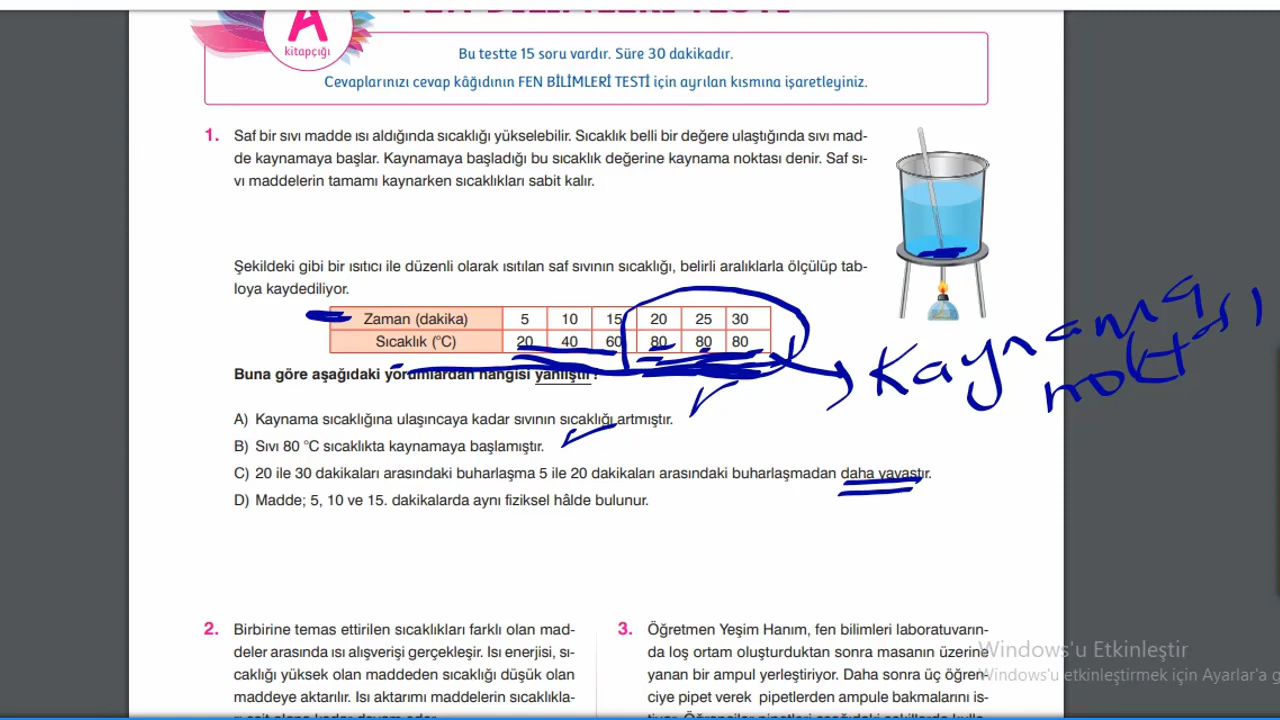 FEN BİLİMLERİ TESTİ
A
kitapçığı
Bu testte 15 soru vardır. Süre 30 dakikadır.
Cevaplarınızı cevap kâğıdının FEN BİLİMLERİ TESTİ için ayrılan kısmına işaretleyiniz.
1. Saf bir sıvı madde ısı aldığında sıcaklığı yükselebilir. Sıcaklık belli bir değere ulaştığında sıvı mad-
de kaynamaya başlar. Kaynamaya başladığı bu sıcaklık değerine kaynama noktası denir. Saf sı-
vı maddelerin tamamı kaynarken sıcaklıkları sabit kalır.
Şekildeki gibi bir ısıtıcı ile düzenli olarak ısıtılan saf sıvının sıcaklığı, belirli aralıklarla ölçülüp tab-
loya kaydediliyor.
Zaman (dakika) 5 10 15 20 25 30
Sıcaklık (°C) 20 40 60 80 80 80
Kaynama
noktası
Buna göre aşağıdaki yorumlardan hangisi yanlıştır?
A) Kaynama sıcaklığına ulaşıncaya kadar sıvının sıcaklığı artmıştır.
B) Sıvı 80 °C sıcaklıkta kaynamaya başlamıştır.
C) 20 ile 30 dakikaları arasındaki buharlaşma 5 ile 20 dakikaları arasındaki buharlaşmadan daha yavaştır.
D) Madde; 5, 10 ve 15. dakikalarda aynı fiziksel hâlde bulunur.
2. Birbirine temas ettirilen sıcaklıkları farklı olan mad-
deler arasında ısı alışverişi gerçekleşir. Isı enerjisi, sı-
caklığı yüksek olan maddeden sıcaklığı düşük olan
maddeye aktarılır. Isı aktarımı maddelerin sıcaklıkla-
3. Öğretmen Yeşim Hanım, fen bilimleri laboratuvarın-
da loş ortam oluşturduktan sonra masanın üzerine
yanan bir ampul yerleştiriyor. Daha sonra üç öğren-
ciye pipet verek pipetlerden ampule bakmalarını is-
Windows'u Etkinleştir
Windows'u etkinleştirmek için Ayarlar'a g